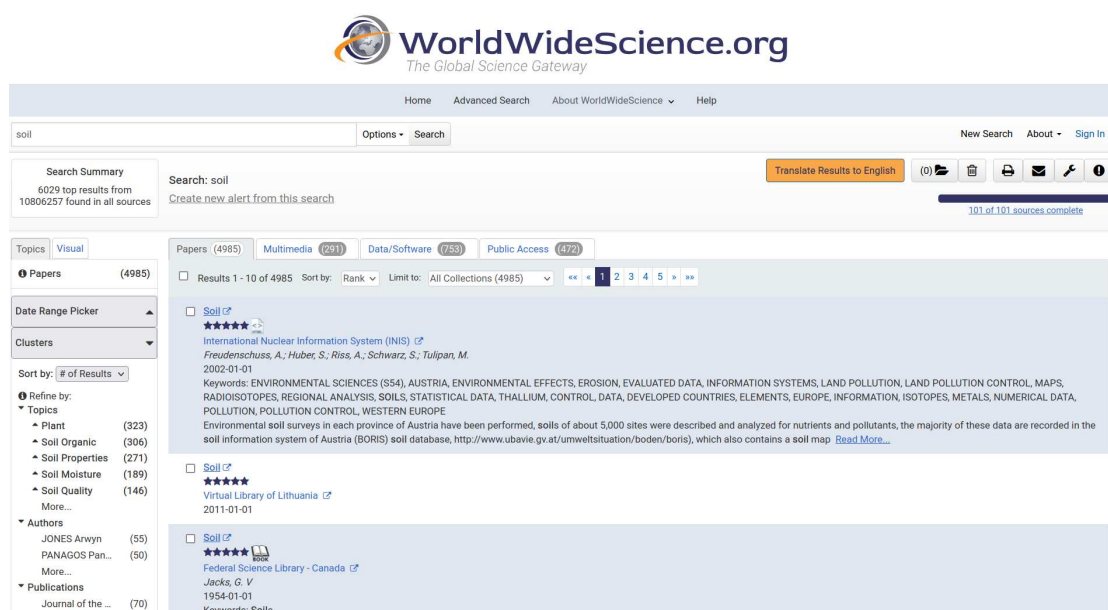 WorldWideScience.org
The Global Science Gateway
Home Advanced Search About WorldWideScience Help
soil Options Search New Search About Sign In
Search Summary
6029 top results from
10806257 found in all sources
Search: soil
Create new alert from this search
Translate Results to English (0)
101 of 101 sources complete
Topics Visual
Papers (4985)
Date Range Picker
Clusters
Sort by: # of Results
Refine by:
Topics
Plant (323)
Soil Organic (306)
Soil Properties (271)
Soil Moisture (189)
Soil Quality (146)
More...
Authors
JONES Arwyn (55)
PANAGOS Pan... (50)
More...
Publications
Journal of the ... (70)
Papers (4985) Multimedia (291) Data/Software (753) Public Access (472)
Results 1 - 10 of 4985 Sort by: Rank Limit to: All Collections (4985) «« « 1 2 3 4 5 » »»
Soil
International Nuclear Information System (INIS)
Freudenschuss, A.; Huber, S.; Riss, A.; Schwarz, S.; Tulipan, M.
2002-01-01
Keywords: ENVIRONMENTAL SCIENCES (S54), AUSTRIA, ENVIRONMENTAL EFFECTS, EROSION, EVALUATED DATA, INFORMATION SYSTEMS, LAND POLLUTION, LAND POLLUTION CONTROL, MAPS,
RADIOISOTOPES, REGIONAL ANALYSIS, SOILS, STATISTICAL DATA, THALLIUM, CONTROL, DATA, DEVELOPED COUNTRIES, ELEMENTS, EUROPE, INFORMATION, ISOTOPES, METALS, NUMERICAL DATA,
POLLUTION, POLLUTION CONTROL, WESTERN EUROPE
Environmental soil surveys in each province of Austria have been performed, soils of about 5,000 sites were described and analyzed for nutrients and pollutants, the majority of these data are recorded in the
soil information system of Austria (BORIS) soil database, http://www.ubavie.gv.at/umweltsituation/boden/boris), which also contains a soil map Read More...
Soil
Virtual Library of Lithuania
2011-01-01
Soil
BOOK
Federal Science Library - Canada
Jacks, G. V
1954-01-01
Keywords: Soils